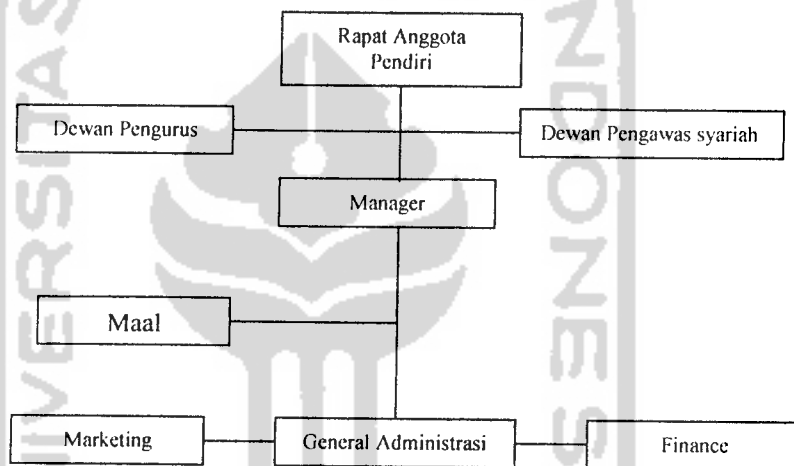 Rapat Anggota
Pendiri
Dewan Pengurus
Dewan Pengawas syariah
Manager
Maal
Marketing
General Administrasi
Finance